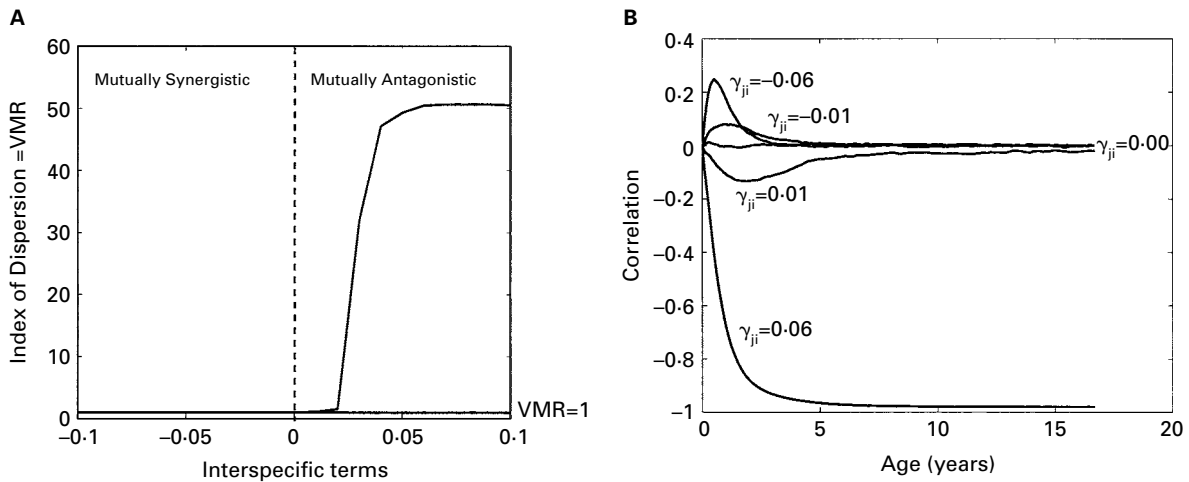 A
Index of Dispersion =VMR
60
50
40
30
20
10
0
Mutually Synergistic
Mutually Antagonistic
VMR=1
−0·1
−0·05
0
0·05
0·1
Interspecific terms
B
Correlation
0·4
0·2
0
−0·2
−0·4
−0·6
−0·8
−1
γji=−0·06
γji=−0·01
γji=0·00
γji=0·01
γji=0·06
0
5
10
15
20
Age (years)